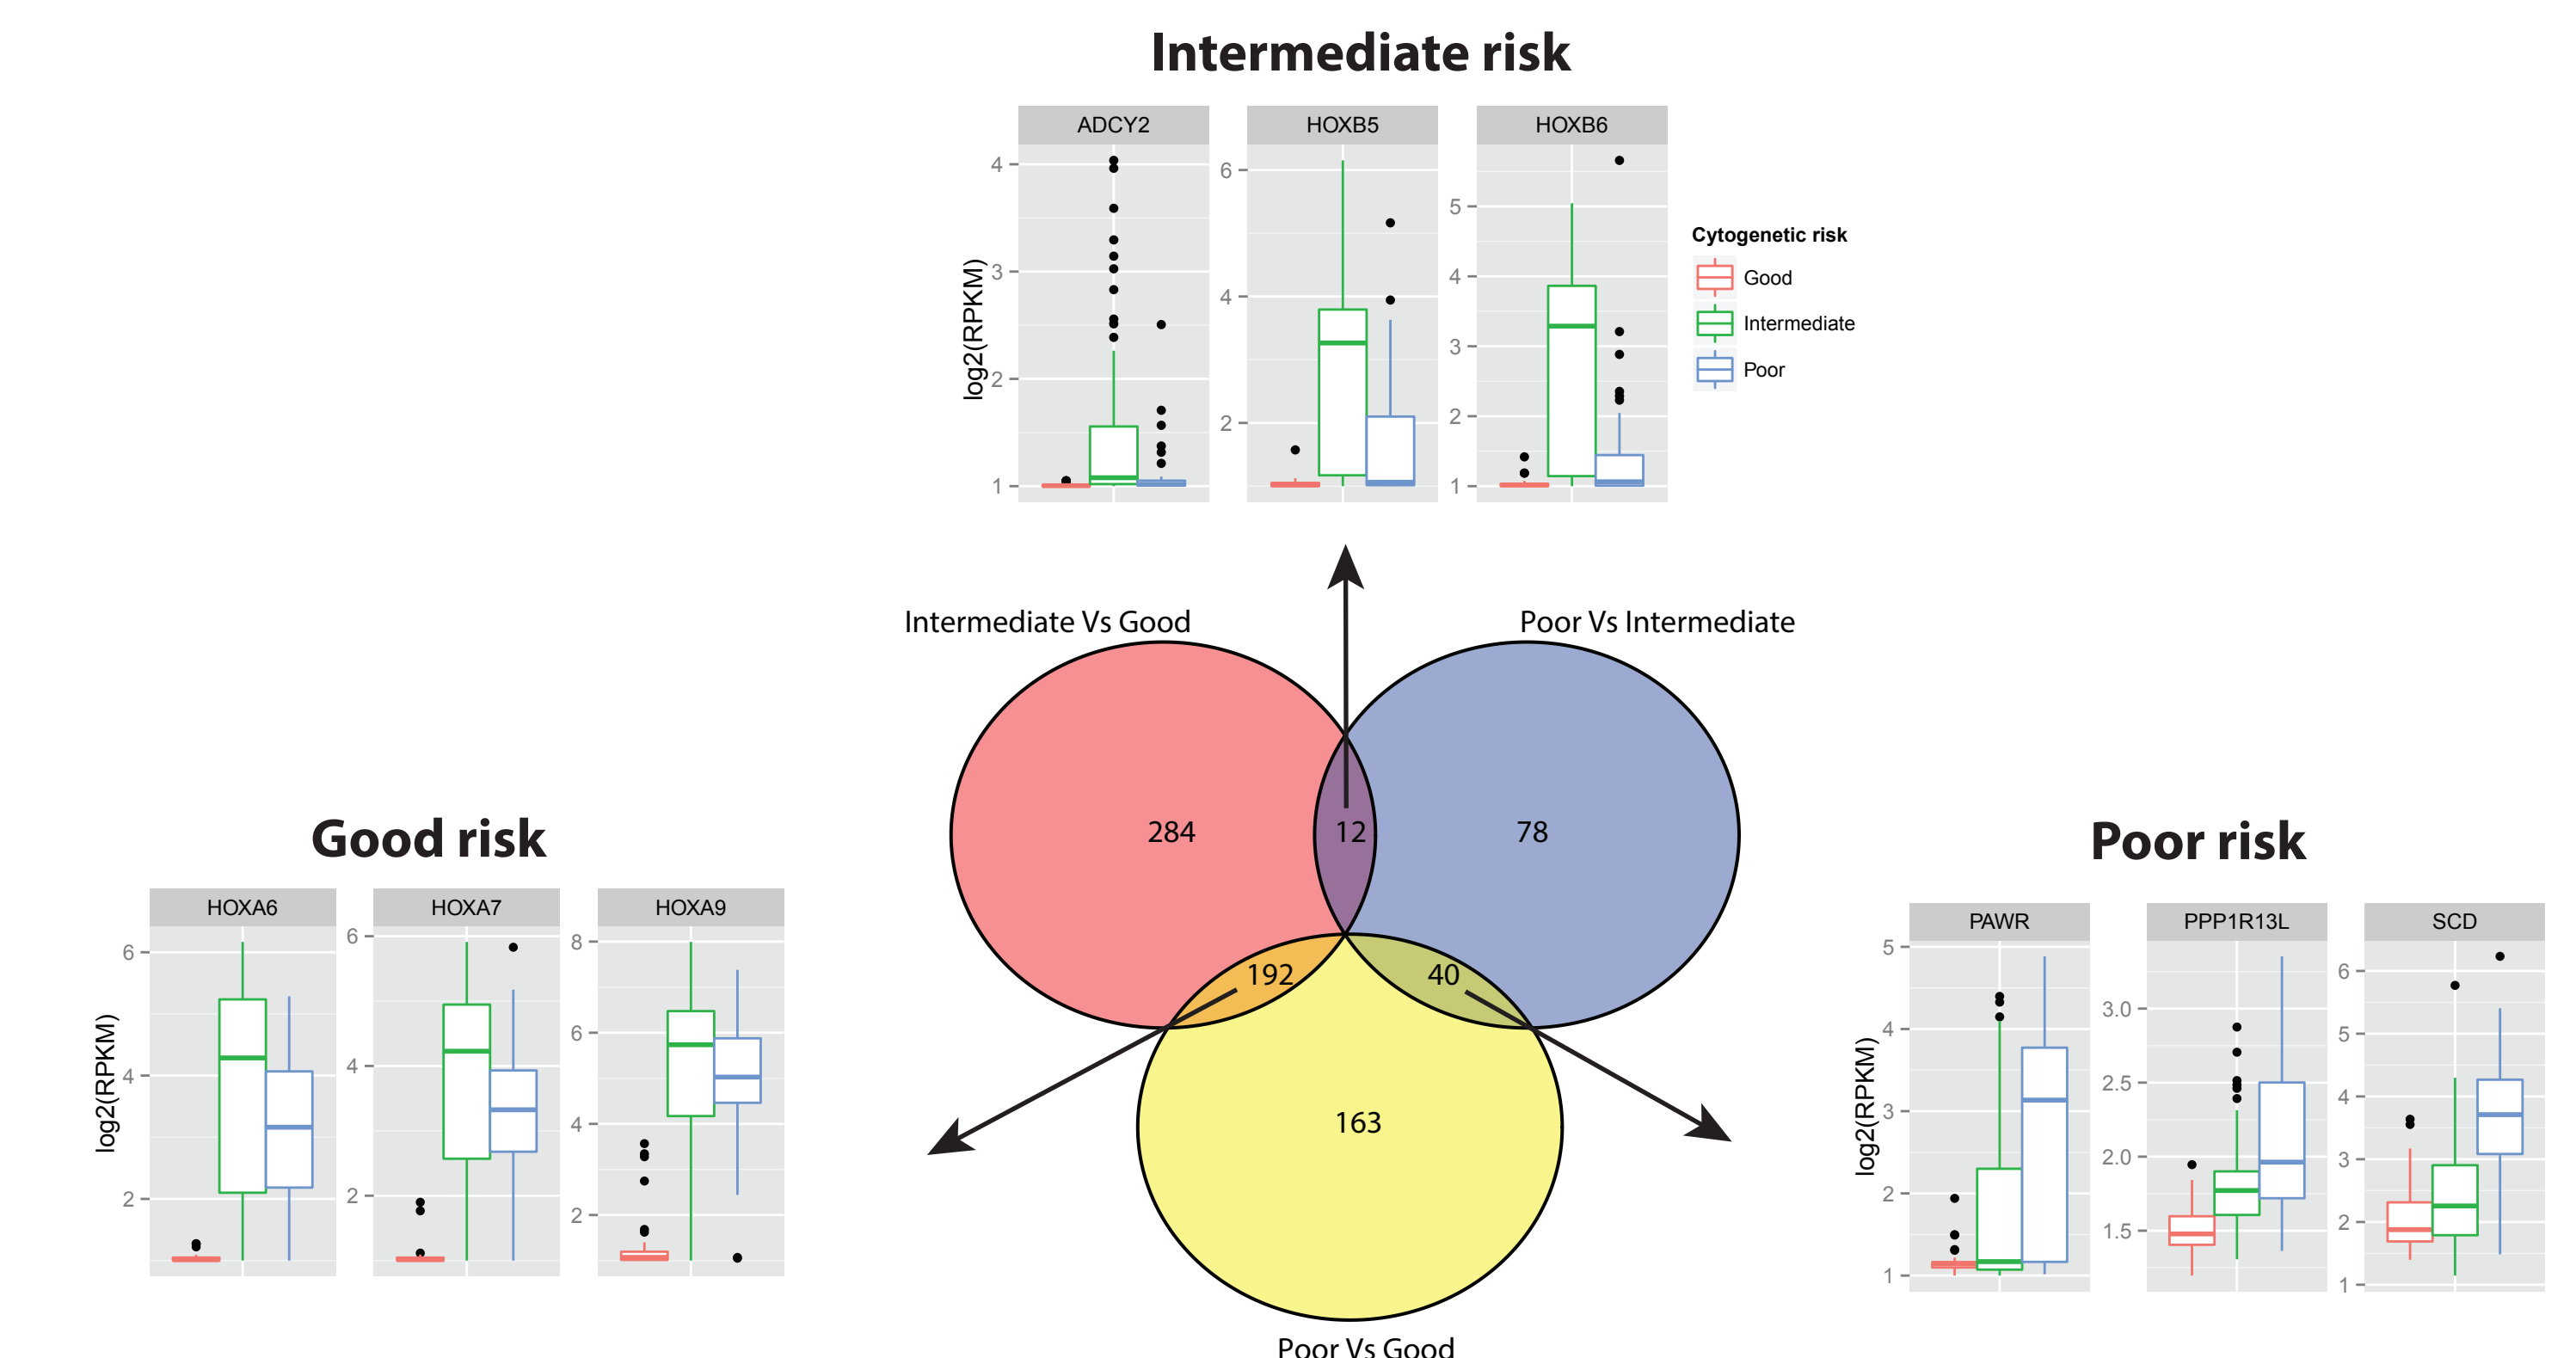 Intermediate risk
ADCY2 HOXB5 HOXB6
log2(RPKM)
4
3
2
1
6
4
2
5
4
3
2
1
Cytogenetic risk
Good
Intermediate
Poor
Intermediate Vs Good
Poor Vs Intermediate
284
12
78
192
40
163
Poor Vs Good
Good risk
HOXA6 HOXA7 HOXA9
log2(RPKM)
6
4
2
6
4
2
8
6
4
2
Poor risk
PAWR PPP1R13L SCD
log2(RPKM)
5
4
3
2
1
3.0
2.5
2.0
1.5
6
5
4
3
2
1